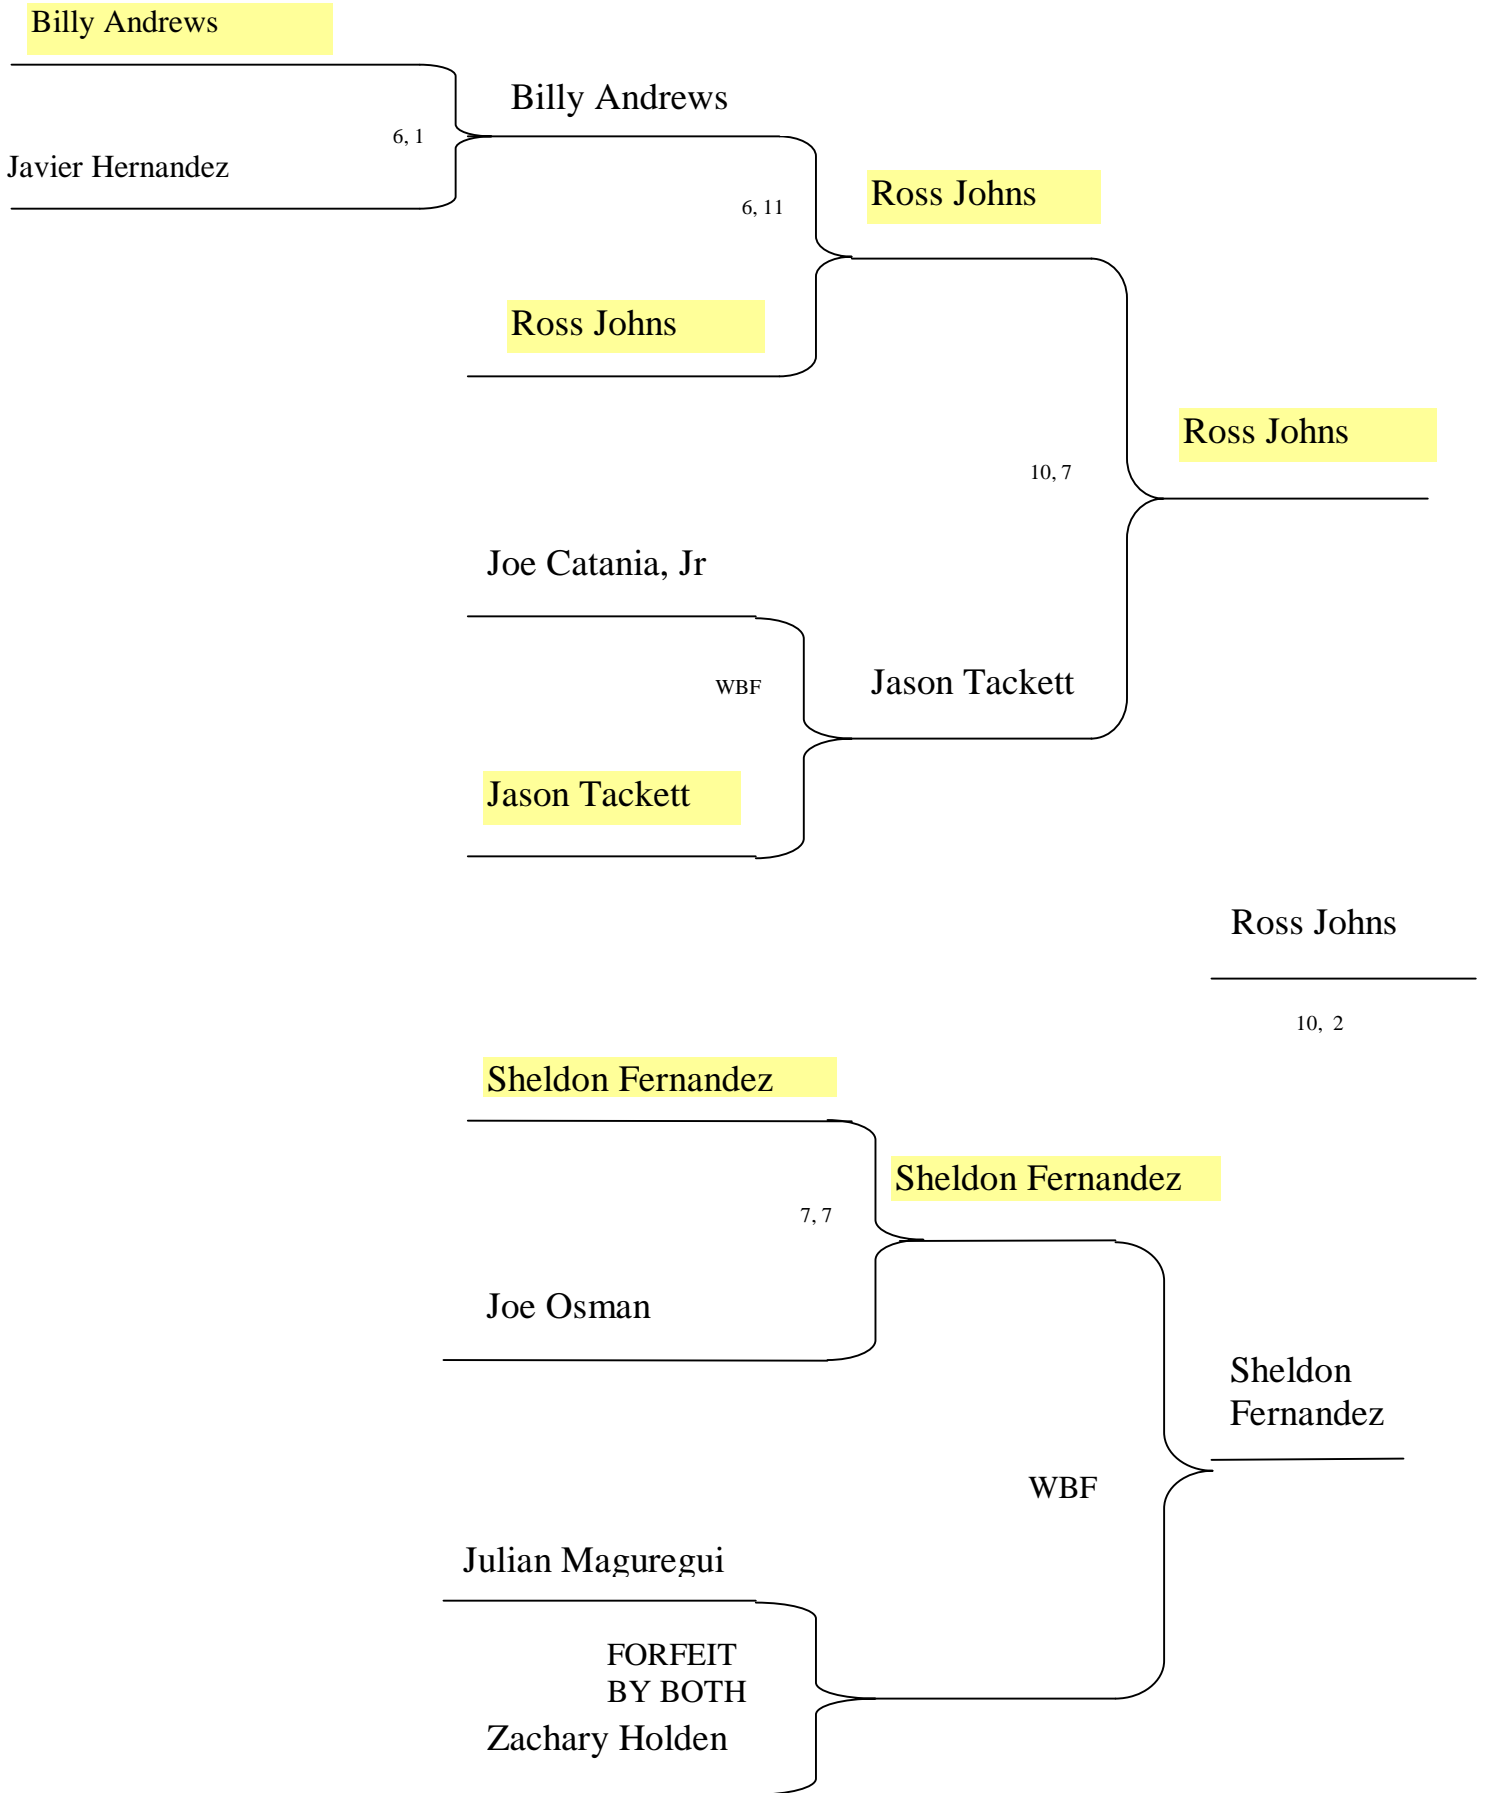 Billy Andrews
Billy Andrews
6, 1
Javier Hernandez
Ross Johns
6, 11
Ross Johns
Ross Johns
10, 7
Joe Catania, Jr
WBF
Jason Tackett
Jason Tackett
Ross Johns
10, 2
Sheldon Fernandez
Sheldon Fernandez
7, 7
Joe Osman
Sheldon
Fernandez
WBF
Julian Maguregui
FORFEIT
BY BOTH
Zachary Holden